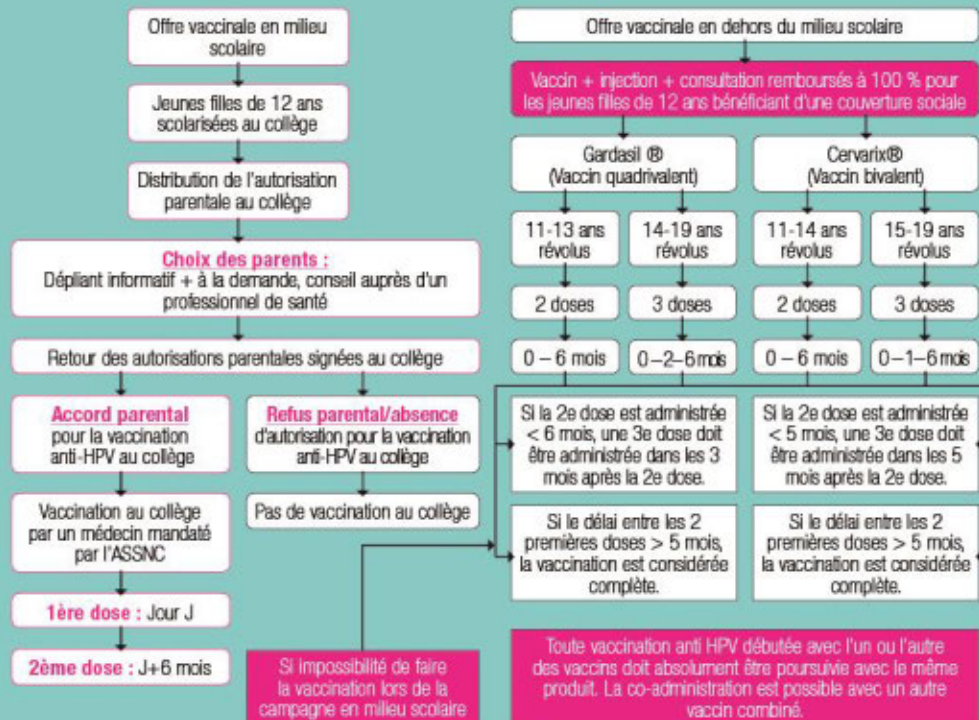 Offre vaccinale en milieu
scolaire
Jeunes filles de 12 ans
scolarisées au collège
Distribution de l'autorisation
parentale au collège
Choix des parents :
Dépliant informatif + à la demande, conseil auprès d'un
professionnel de santé
Retour des autorisations parentales signées au collège
Accord parental
pour la vaccination
anti-HPV au collège
Refus parental/absence
d'autorisation pour la vaccination
anti-HPV au collège
Vaccination au collège
par un médecin mandaté
par l'ASSNC
Pas de vaccination au collège
1ère dose : Jour J
2ème dose : J+6 mois
Si impossibilité de faire
la vaccination lors de la
campagne en milieu scolaire
Offre vaccinale en dehors du milieu scolaire
Vaccin + injection + consultation remboursés à 100 % pour
les jeunes filles de 12 ans bénéficiant d'une couverture sociale
Gardasil ®
(Vaccin quadrivalent)
Cervarix®
(Vaccin bivalent)
11-13 ans
révolus
14-19 ans
révolus
11-14 ans
révolus
15-19 ans
révolus
2 doses
3 doses
2 doses
3 doses
0 – 6 mois
0–2–6 mois
0 – 6 mois
0–1–6 mois
Si la 2e dose est administrée
< 6 mois, une 3e dose doit
être administrée dans les 3
mois après la 2e dose.
Si la 2e dose est administrée
< 5 mois, une 3e dose doit
être administrée dans les 5
mois après la 2e dose.
Si le délai entre les 2
premières doses > 5 mois,
la vaccination est considérée
complète.
Si le délai entre les 2
premières doses > 5 mois,
la vaccination est considérée
complète.
Toute vaccination anti HPV débutée avec l'un ou l'autre
des vaccins doit absolument être poursuivie avec le même
produit. La co-administration est possible avec un autre
vaccin combiné.